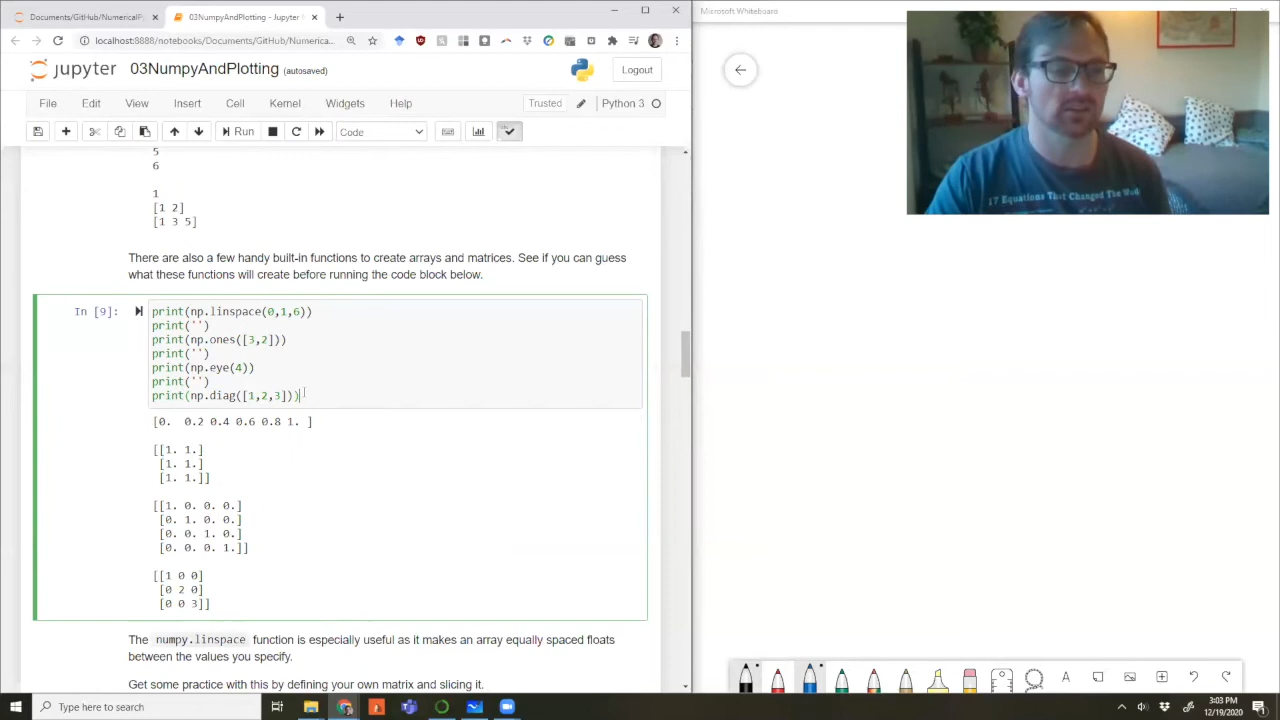 Documents/GitHub/NumericalPy
03NumpyAndPlotting - Jupyter N
Microsoft Whiteboard
localhost:8888/notebooks/Documents/GitHub/Numerica...
jupyter 03NumpyAndPlotting (autosaved)
Logout
File Edit View Insert Cell Kernel Widgets Help
Trusted
Python 3
Run
Code
5
6
1
[1 2]
[1 3 5]
17 Equations That Changed The
There are also a few handy built-in functions to create arrays and matrices. See if you can guess
what these functions will create before running the code block below.
In [9]:
print(np.linspace(0,1,6))
print('')
print(np.ones([3,2]))
print('')
print(np.eye(4))
print('')
print(np.diag([1,2,3]))
[0.  0.2 0.4 0.6 0.8 1. ]
[[1. 1.]
[1. 1.]
[1. 1.]]
[[1. 0. 0. 0.]
[0. 1. 0. 0.]
[0. 0. 1. 0.]
[0. 0. 0. 1.]]
[[1 0 0]
[0 2 0]
[0 0 3]]
The numpy.linspace function is especially useful as it makes an array equally spaced floats
between the values you specify.
Get some practice with this by defining your own matrix and slicing it.
Type here to search
3:03 PM
12/19/2020